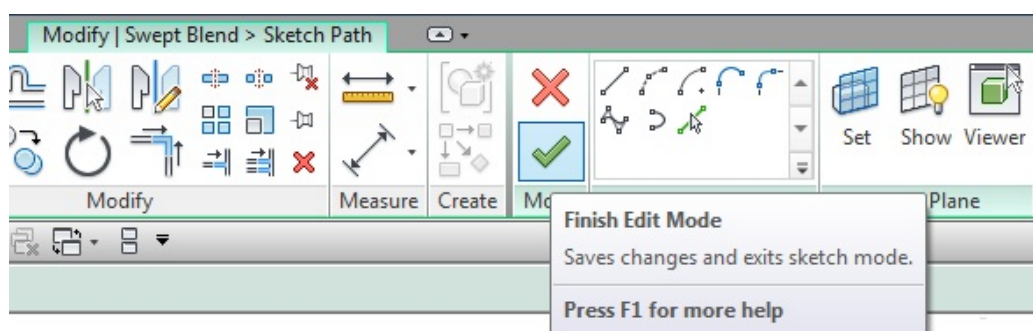 Modify | Swept Blend > Sketch Path
Set Show Viewer
Modify Measure Create Mo Plane
Finish Edit Mode
Saves changes and exits sketch mode.
Press F1 for more help